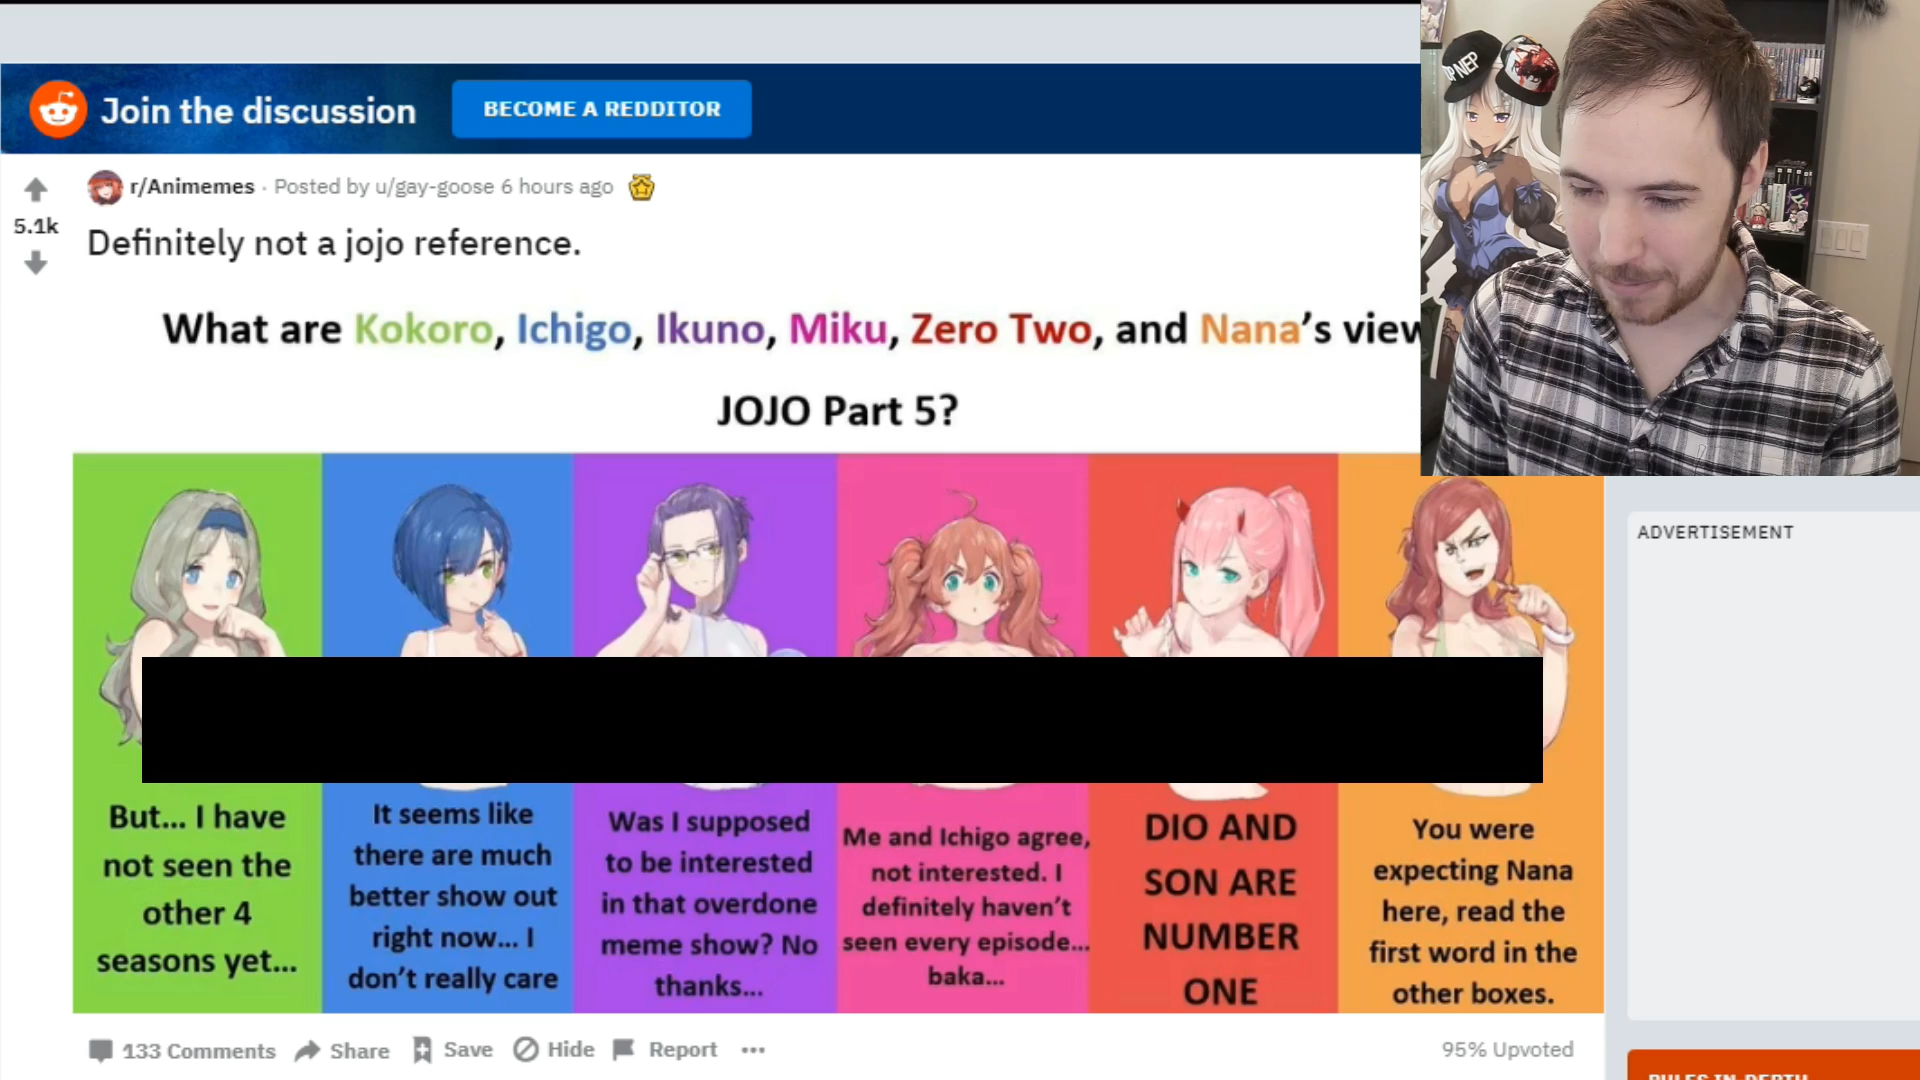 Join the discussion
BECOME A REDDITOR
r/Animemes · Posted by u/gay-goose 6 hours ago
5.1k
Definitely not a jojo reference.
What are Kokoro, Ichigo, Ikuno, Miku, Zero Two, and Nana's view
JOJO Part 5?
But... I have
not seen the
other 4
seasons yet...
It seems like
there are much
better show out
right now... I
don't really care
Was I supposed
to be interested
in that overdone
meme show? No
thanks...
Me and Ichigo agree,
not interested. I
definitely haven't
seen every episode...
baka...
DIO AND
SON ARE
NUMBER
ONE
You were
expecting Nana
here, read the
first word in the
other boxes.
133 Comments
Share
Save
Hide
Report
95% Upvoted
ADVERTISEMENT
RULES IN-DEPTH
NEP